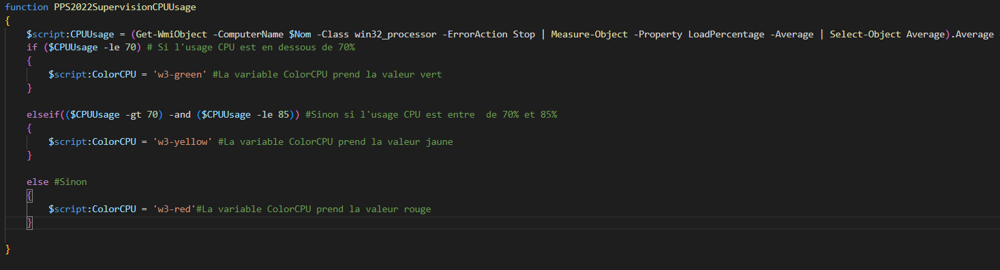 function PPS2022SupervisionCPUUsage
{
$script:CPUUsage = (Get-WmiObject -ComputerName $Nom -Class win32_processor -ErrorAction Stop | Measure-Object -Property LoadPercentage -Average | Select-Object Average).Average
if ($CPUUsage -le 70) # Si l'usage CPU est en dessous de 70%
{
$script:ColorCPU = 'w3-green' #La variable ColorCPU prend la valeur vert
}
elseif(($CPUUsage -gt 70) -and ($CPUUsage -le 85)) #Sinon si l'usage CPU est entre  de 70% et 85%
{
$script:ColorCPU = 'w3-yellow' #La variable ColorCPU prend la valeur jaune
}
else #Sinon
{
$script:ColorCPU = 'w3-red'#La variable ColorCPU prend la valeur rouge
}
}